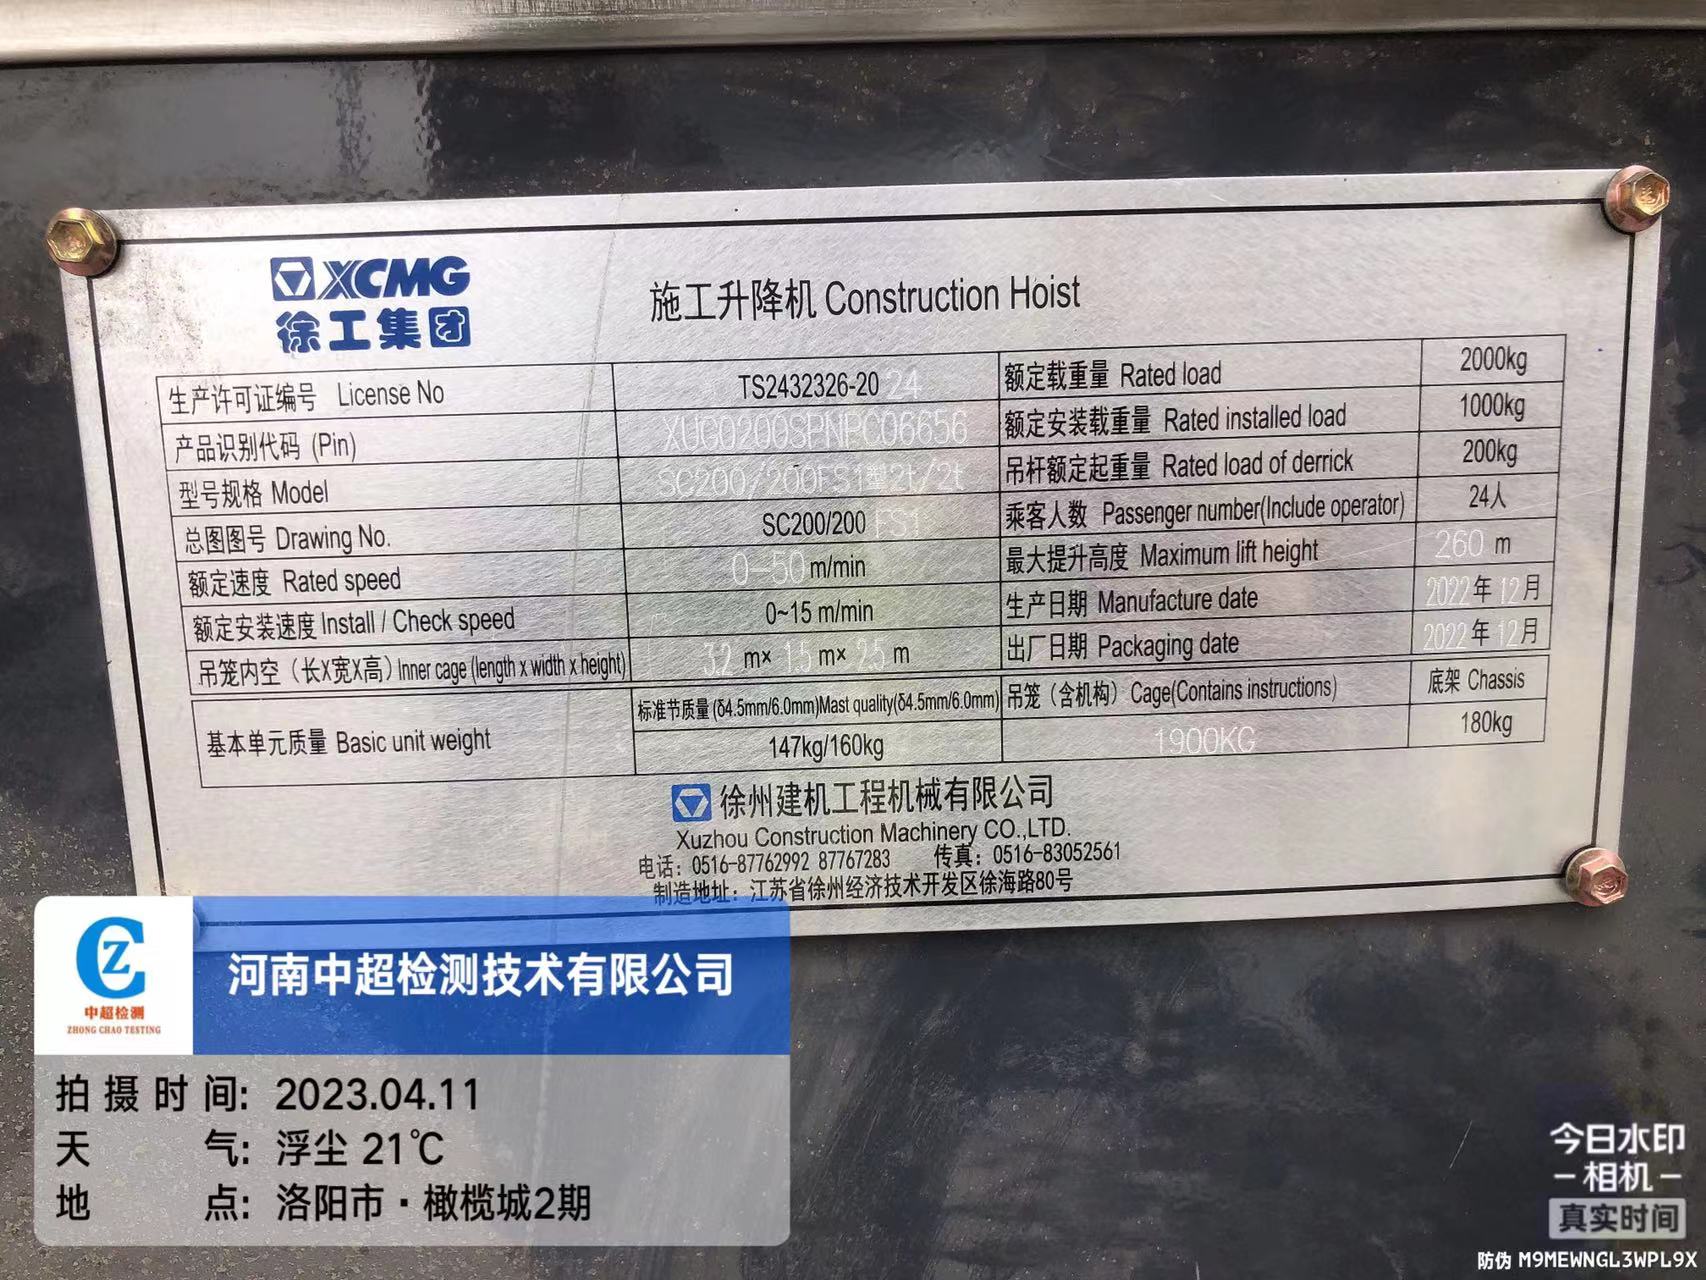 XCMG
徐工集团
施工升降机 Construction Hoist
生产许可证编号 License No TS2432326-2024 额定载重量 Rated load 2000kg
产品识别代码 (Pin) XUC0200SPNPC06656 额定安装载重量 Rated installed load 1000kg
型号规格 Model SC200/200FS1型2t/2t 吊杆额定起重量 Rated load of derrick 200kg
总图图号 Drawing No. SC200/200 FS1 乘客人数 Passenger number(Include operator) 24人
额定速度 Rated speed 0-50 m/min 最大提升高度 Maximum lift height 260 m
额定安装速度 Install / Check speed 0~15 m/min 生产日期 Manufacture date 2022年12月
吊笼内空（长X宽X高）Inner cage (length x width x height) 3.2 m× 1.5 m× 2.5 m 出厂日期 Packaging date 2022年12月
基本单元质量 Basic unit weight 标准节质量(δ4.5mm/6.0mm)Mast quality(δ4.5mm/6.0mm) 吊笼（含机构）Cage(Contains instructions) 底架 Chassis
147kg/160kg 1900KG 180kg
徐州建机工程机械有限公司
Xuzhou Construction Machinery CO.,LTD.
电话：0516-87762992 87767283 传真：0516-83052561
制造地址：江苏省徐州经济技术开发区徐海路80号
CZ
中超检测
ZHONG CHAO TESTING
河南中超检测技术有限公司
拍摄时间：2023.04.11
天气：浮尘 21℃
地点：洛阳市·橄榄城2期
今日水印
-相机-
真实时间
防伪 M9MEWNGL3WPL9X